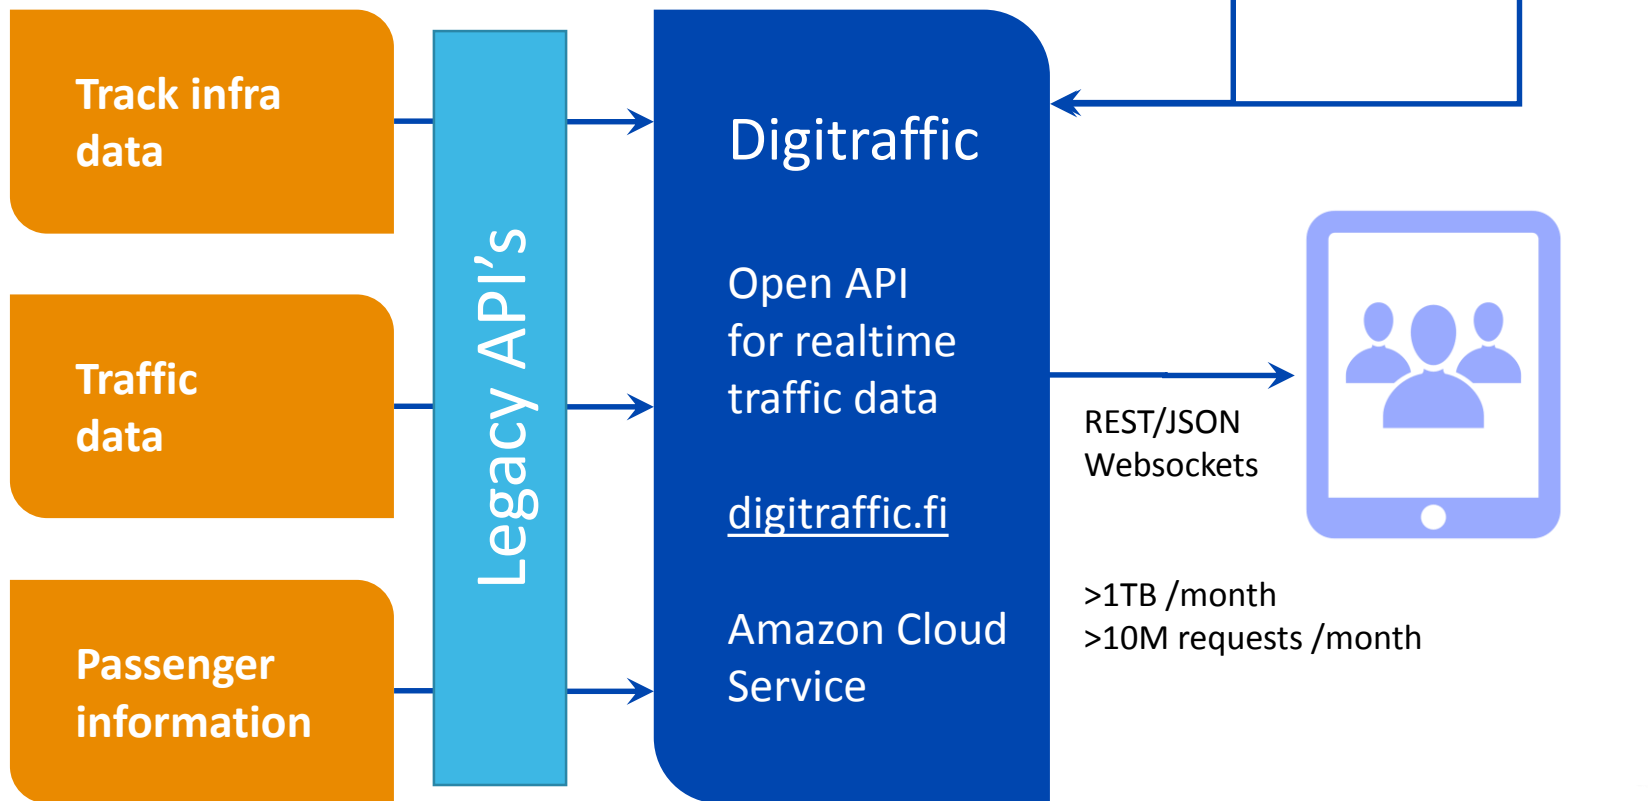 Track infra
data
Traffic
data
Passenger
information
Legacy API's
Digitraffic
Open API
for realtime
traffic data
digitraffic.fi
Amazon Cloud
Service
REST/JSON
Websockets
>1TB /month
>10M requests /month